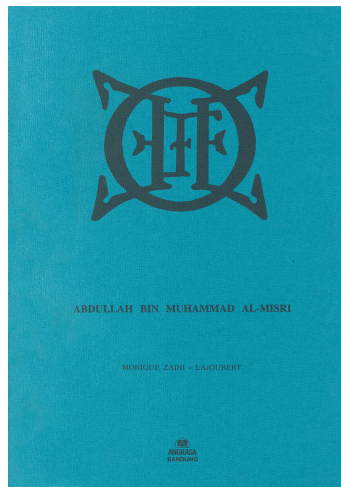 ABDULLAH BIN MUHAMMAD AL-MISRI
MONIQUE ZAINI – LAJOUBERT
ANGKASA
BANDUNG